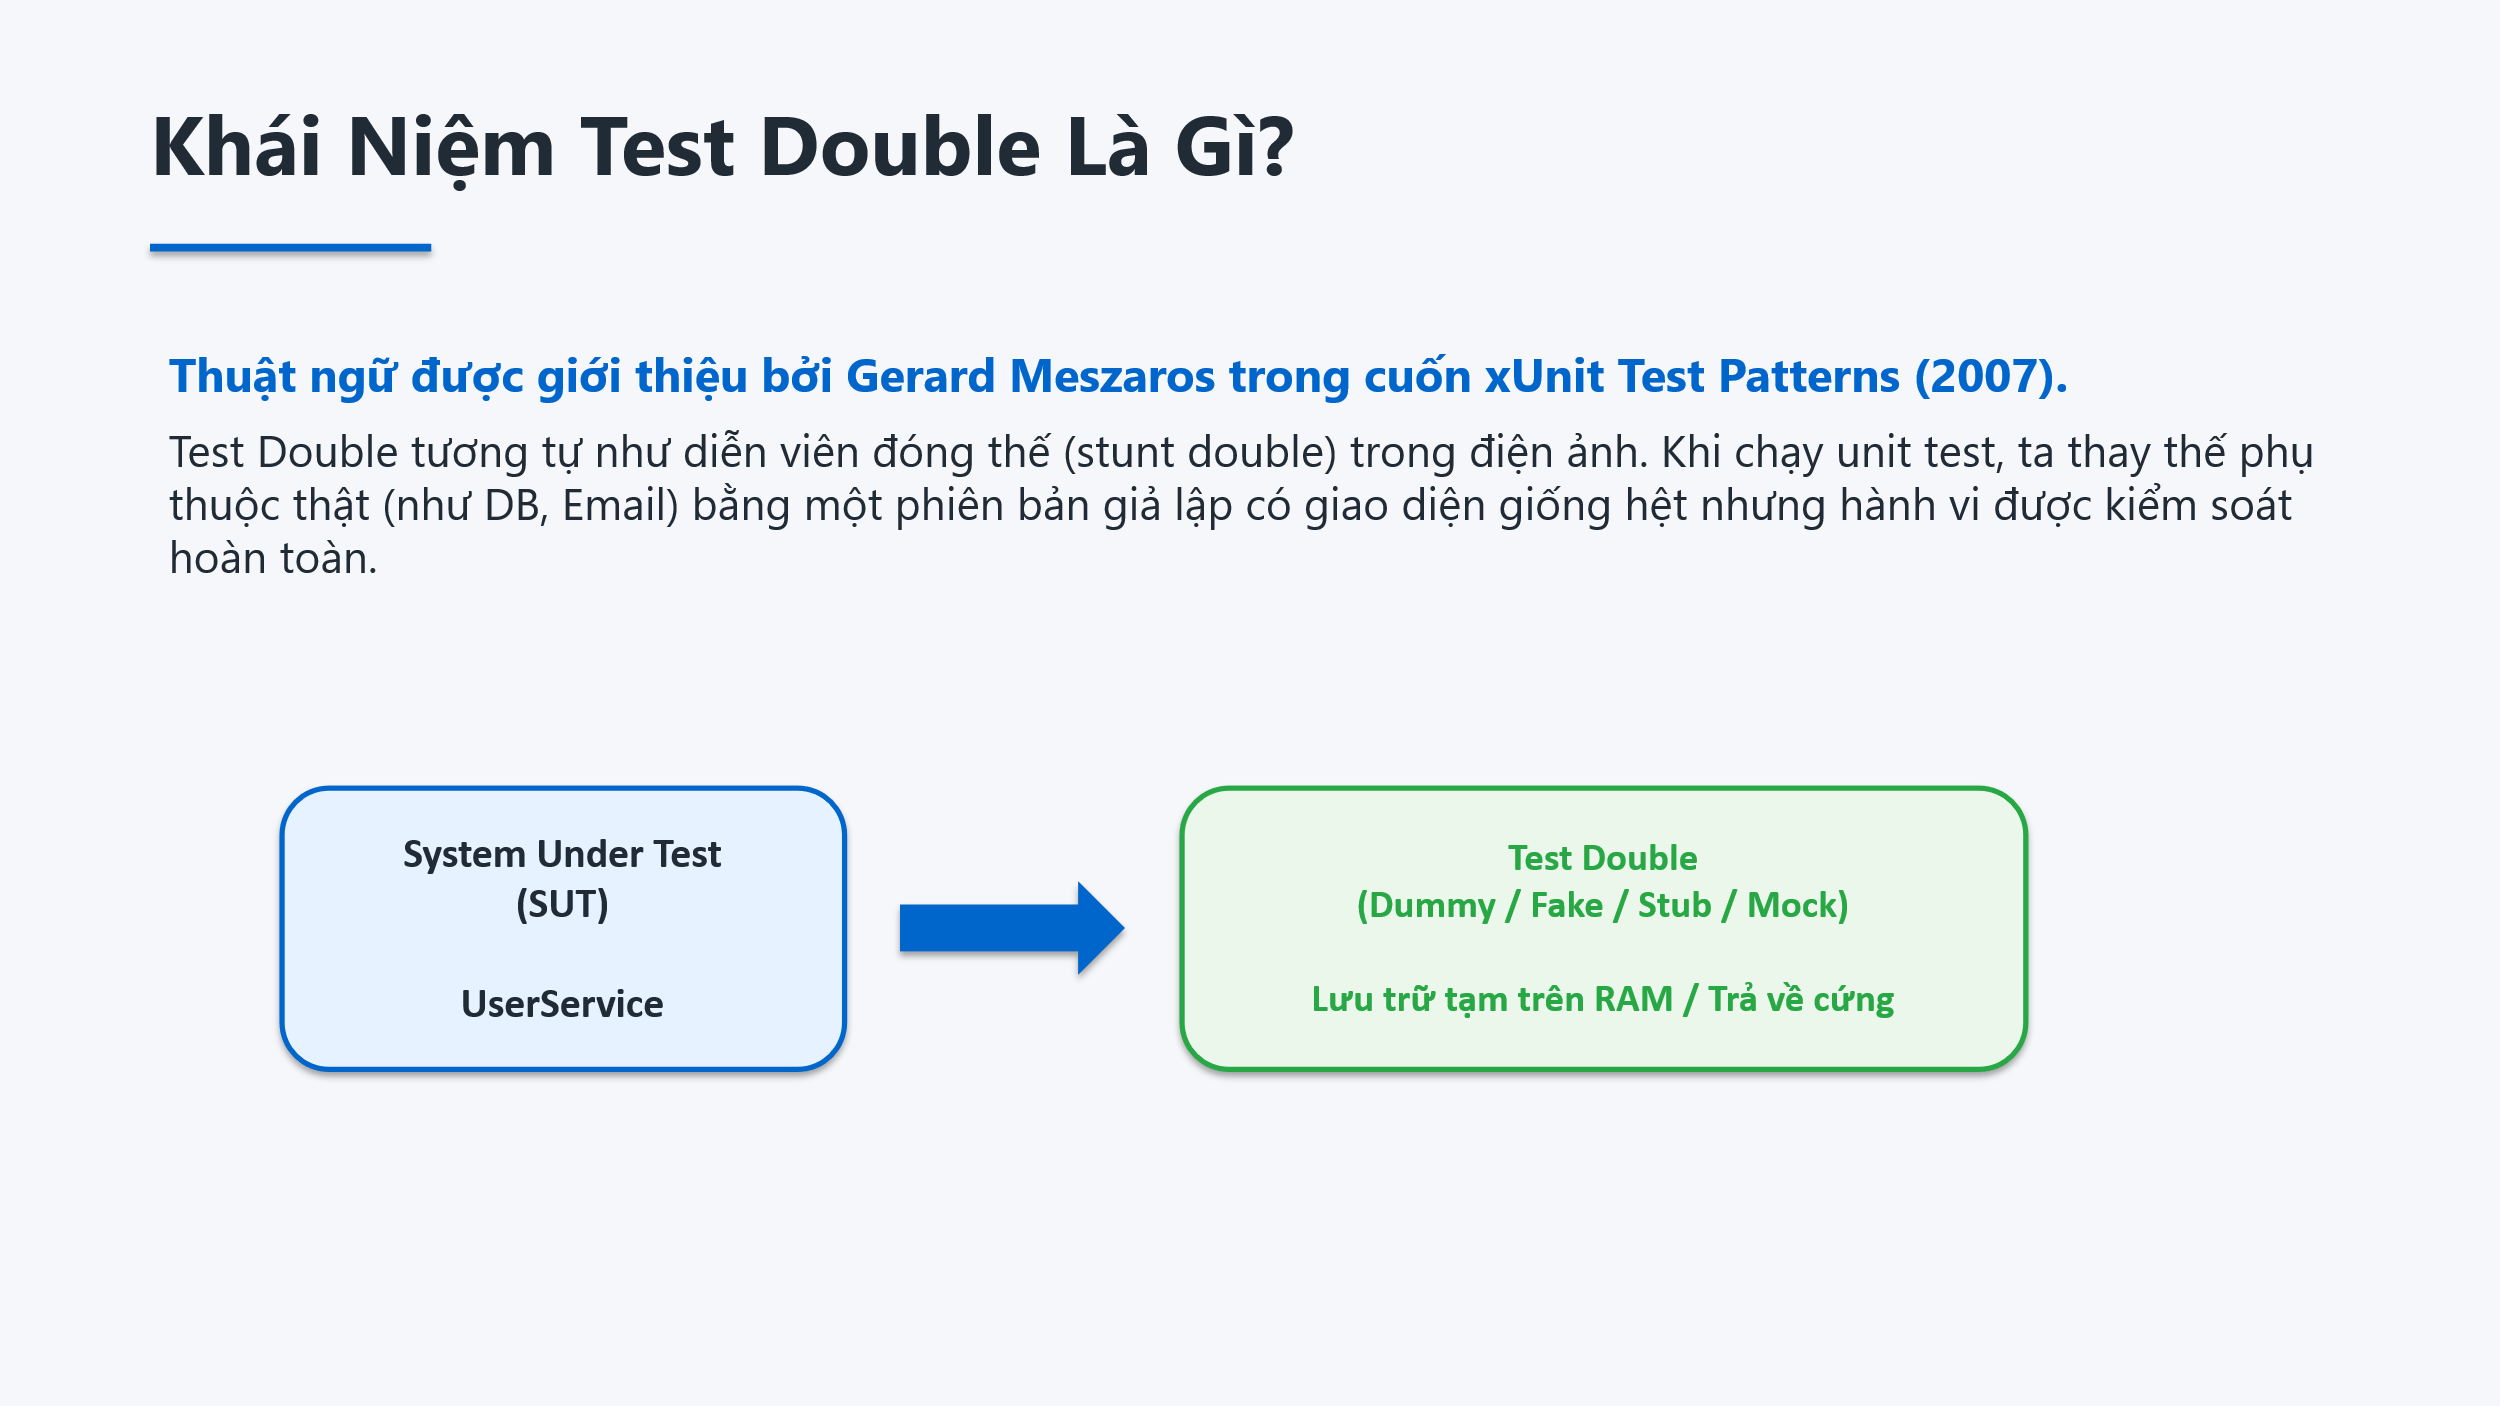 Khái Niệm Test Double Là Gì?
Thuật ngữ được giới thiệu bởi Gerard Meszaros trong cuốn xUnit Test Patterns (2007).
Test Double tương tự như diễn viên đóng thế (stunt double) trong điện ảnh. Khi chạy unit test, ta thay thế phụ
thuộc thật (như DB, Email) bằng một phiên bản giả lập có giao diện giống hệt nhưng hành vi được kiểm soát
hoàn toàn.
System Under Test
(SUT)
UserService
Test Double
(Dummy / Fake / Stub / Mock)
Lưu trữ tạm trên RAM / Trả về cứng